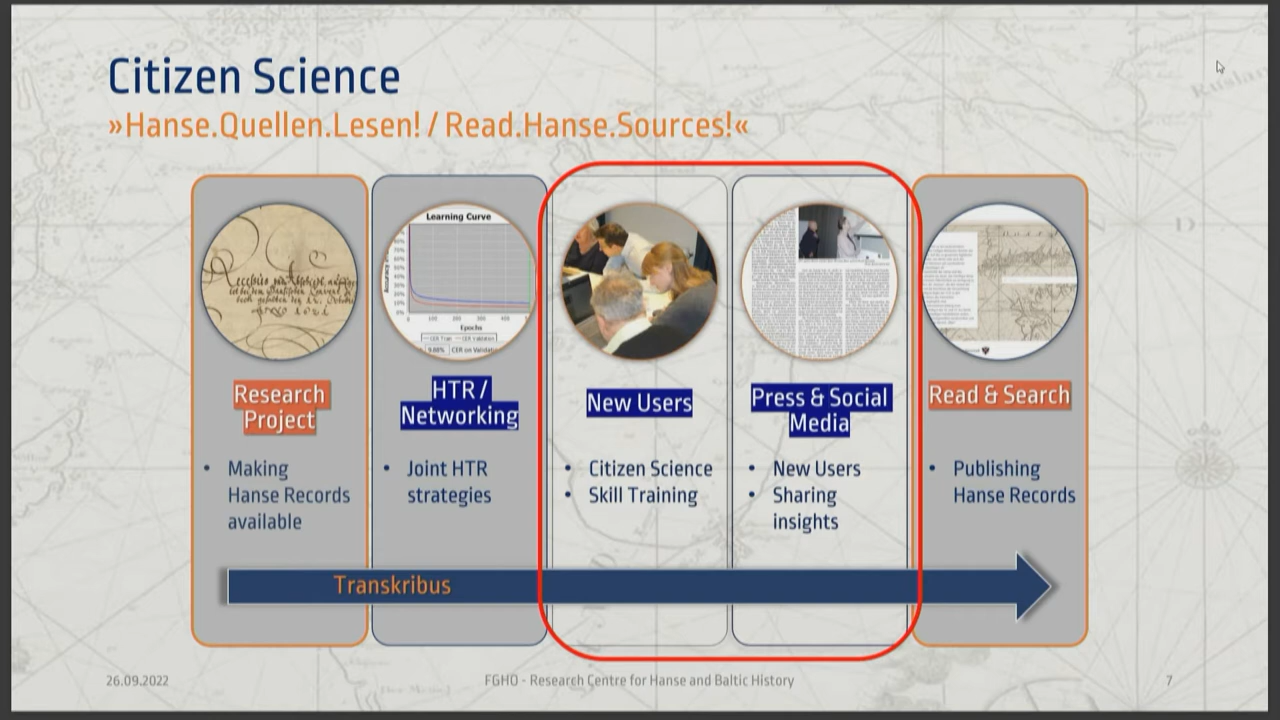 Citizen Science
»Hanse.Quellen.Lesen! / Read.Hanse.Sources!«
Learning Curve
Epochs
Research
Project
• Making
Hanse Records
available
HTR /
Networking
• Joint HTR
strategies
New Users
• Citizen Science
• Skill Training
Press & Social
Media
• New Users
• Sharing
insights
Read & Search
• Publishing
Hanse Records
Transkribus
26.09.2022
FGHO - Research Centre for Hanse and Baltic History
7